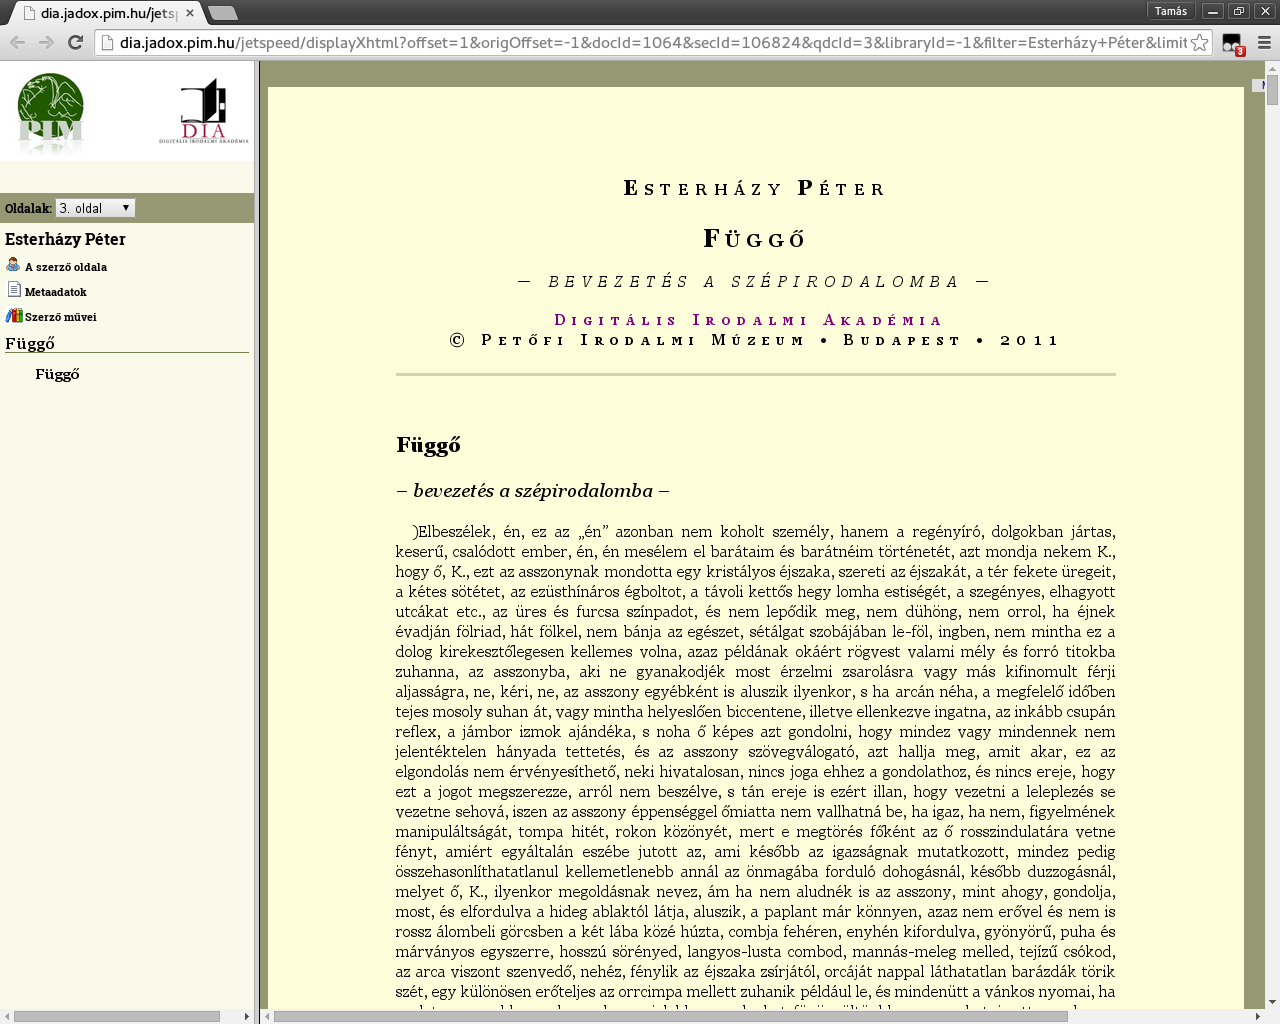 dia.jadox.pim.hu/jets
Tamás
dia.jadox.pim.hu/jetspeed/displayXhtml?offset=1&origOffset=-1&docId=1064&secId=106824&qdcId=3&libraryId=-1&filter=Esterházy+Péter&limit
3
PIM
DIA
DIGITÁLIS IRODALMI AKADÉMIA
Oldalak: 3. oldal
Esterházy Péter
A szerző oldala
Metaadatok
Szerző művei
Függő
Függő
Esterházy Péter
Függő
— BEVEZETÉS A SZÉPIRODALOMBA —
Digitális Irodalmi Akadémia
© Petőfi Irodalmi Múzeum • Budapest • 2011
Függő
– bevezetés a szépirodalomba –
)Elbeszélek, én, ez az „én” azonban nem koholt személy, hanem a regényíró, dolgokban jártas,
keserű, csalódott ember, én, én mesélem el barátaim és barátnéim történetét, azt mondja nekem K.,
hogy ő, K., ezt az asszonynak mondotta egy kristályos éjszaka, szereti az éjszakát, a tér fekete üregeit,
a kétes sötétet, az ezüsthínáros égboltot, a távoli kettős hegy lomha estiségét, a szegényes, elhagyott
utcákat etc., az üres és furcsa színpadot, és nem lepődik meg, nem dühöng, nem orrol, ha éjnek
évadján fölriad, hát fölkel, nem bánja az egészet, sétálgat szobájában le-föl, ingben, nem mintha ez a
dolog kirekesztőlegesen kellemes volna, azaz példának okáért rögvest valami mély és forró titokba
zuhanna, az asszonyba, aki ne gyanakodjék most érzelmi zsarolásra vagy más kifinomult férji
aljasságra, ne, kéri, ne, az asszony egyébként is aluszik ilyenkor, s ha arcán néha, a megfelelő időben
tejes mosoly suhan át, vagy mintha helyeslően biccentene, illetve ellenkezve ingatna, az inkább csupán
reflex, a jámbor izmok ajándéka, s noha ő képes azt gondolni, hogy mindez vagy mindennek nem
jelentéktelen hányada tettetés, és az asszony szövegválogató, azt hallja meg, amit akar, ez az
elgondolás nem érvényesíthető, neki hivatalosan, nincs joga ehhez a gondolathoz, és nincs ereje, hogy
ezt a jogot megszerezze, arról nem beszélve, s tán ereje is ezért illan, hogy vezetni a leleplezés se
vezetne sehová, iszen az asszony éppenséggel őmiatta nem vallhatná be, ha igaz, ha nem, figyelmének
manipuláltságát, tompa hitét, rokon közönyét, mert e megtörés főként az ő rosszindulatára vetne
fényt, amiért egyáltalán eszébe jutott az, ami később az igazságnak mutatkozott, mindez pedig
összehasonlíthatatlanul kellemetlenebb annál az önmagába forduló dohogásnál, később duzzogásnál,
melyet ő, K., ilyenkor megoldásnak nevez, ám ha nem aludnék is az asszony, mint ahogy, gondolja,
most, és elfordulva a hideg ablaktól látja, aluszik, a paplant már könnyen, azaz nem erővel és nem is
rossz álombeli görcsben a két lába közé húzta, combja fehéren, enyhén kifordulva, gyönyörű, puha és
márványos egyszerre, hosszú sörényed, langyos-lusta combod, mannás-meleg melled, tejízű csókod,
az arca viszont szenvedő, nehéz, fénylik az éjszaka zsírjától, orcáját nappal láthatatlan barázdák törik
szét, egy különösen erőteljes az orrcimpa mellett zuhanik például le, és mindenütt a vánkos nyomai, ha